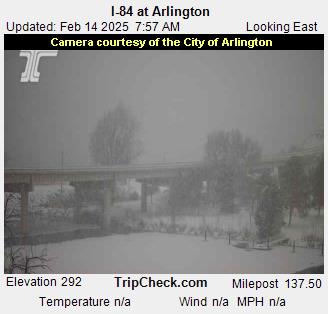 I-84 at Arlington
Updated: Feb 14 2025 7:57 AM Looking East
Camera courtesy of the City of Arlington
Elevation 292 TripCheck.com Milepost 137.50
Temperature n/a Wind n/a MPH n/a